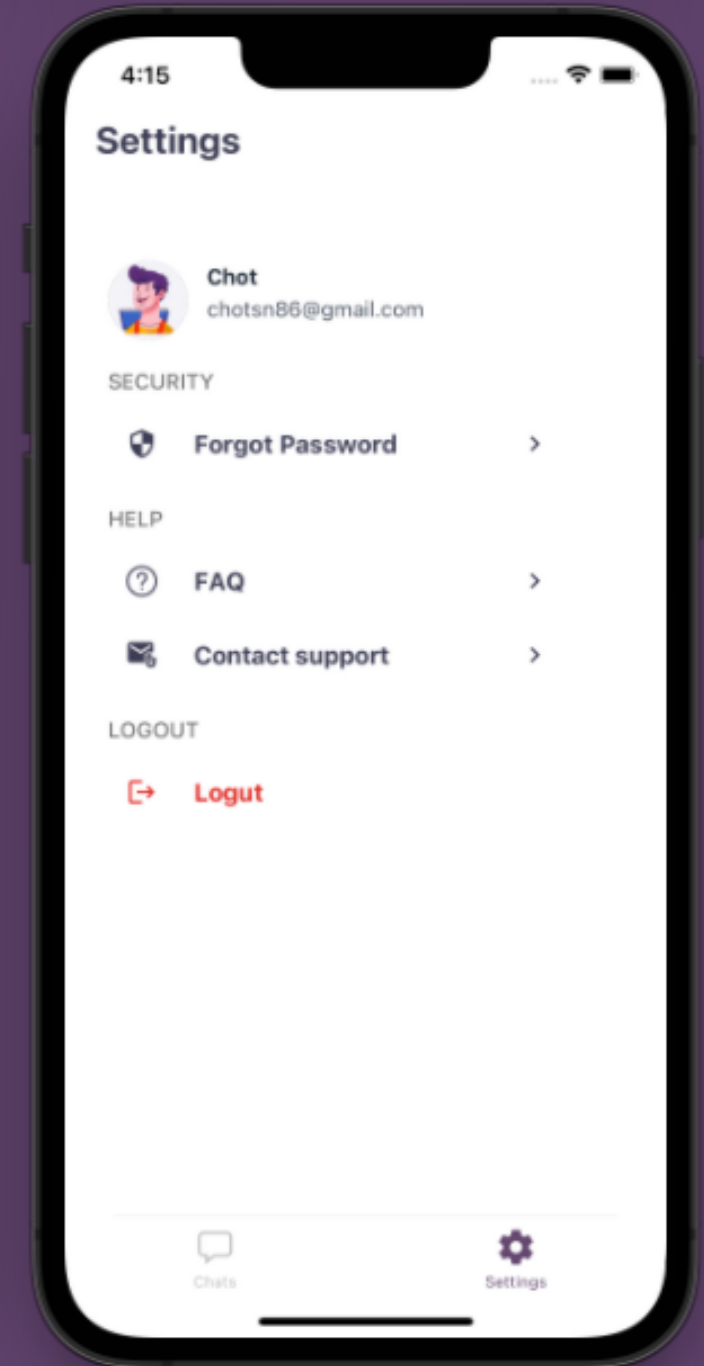 4:15
Settings
Chot
chotsn86@gmail.com
SECURITY
Forgot Password
HELP
FAQ
Contact support
LOGOUT
Logut
Chats
Settings